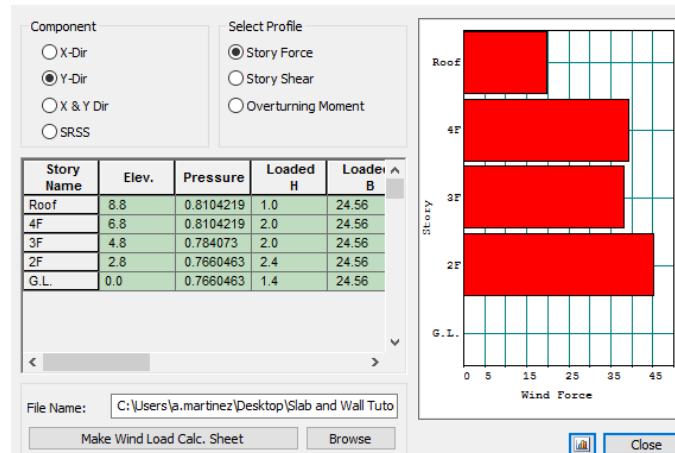 Component
X-Dir
Y-Dir
X & Y Dir
SRSS
Select Profile
Story Force
Story Shear
Overturning Moment
Story Name Elev. Pressure Loaded H Loade B
Roof 8.8 0.8104219 1.0 24.56
4F 6.8 0.8104219 2.0 24.56
3F 4.8 0.784073 2.0 24.56
2F 2.8 0.7660463 2.4 24.56
G.L. 0.0 0.7660463 1.4 24.56
File Name: C:\Users\a.martinez\Desktop\Slab and Wall Tuto
Make Wind Load Calc. Sheet Browse
Story
Roof
4F
3F
2F
G.L.
0 5 15 25 35 45
Wind Force
Close